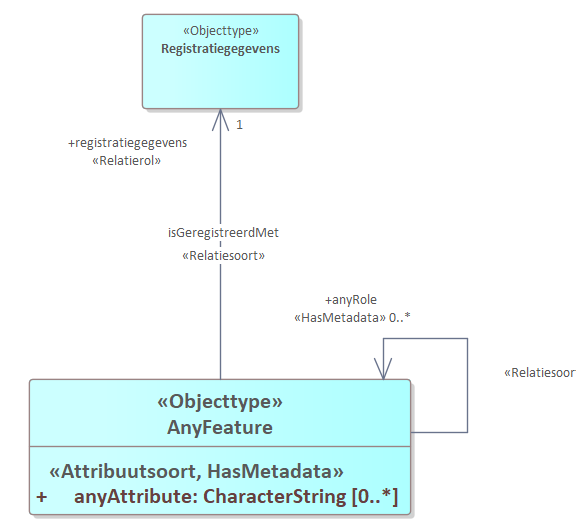 «Objecttype»
Registratiegegevens
1
+registratiegegevens
«Relatierol»
isGeregistreerdMet
«Relatiesoort»
+anyRole
«HasMetadata» 0..*
«Relatiesoor
«Objecttype»
AnyFeature
«Attribuutsoort, HasMetadata»
+ anyAttribute: CharacterString [0..*]